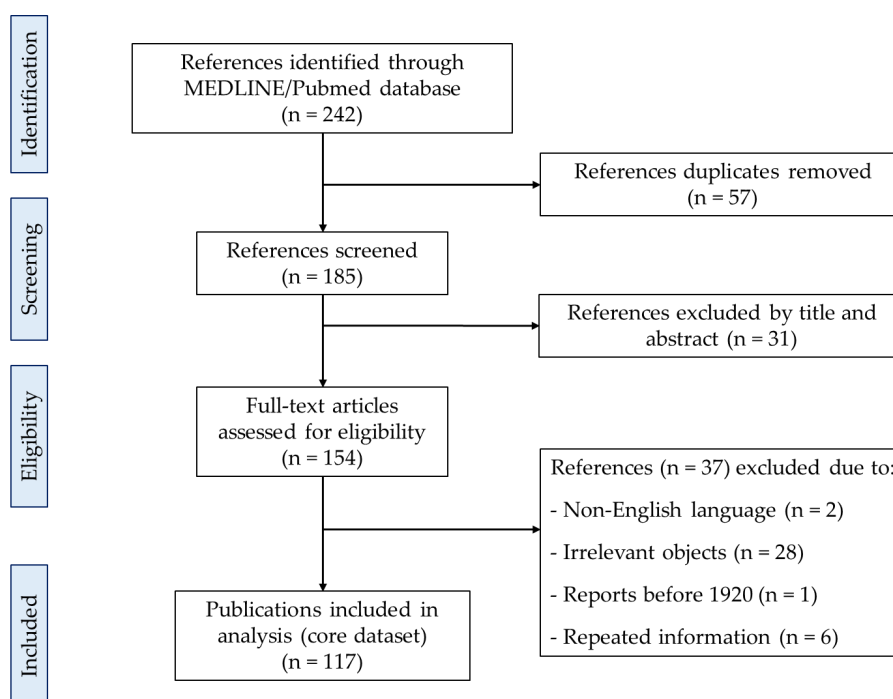 Identification
References identified through
MEDLINE/Pubmed database
(n = 242)
References duplicates removed
(n = 57)
Screening
References screened
(n = 185)
References excluded by title and
abstract (n = 31)
Eligibility
Full-text articles
assessed for eligibility
(n = 154)
References (n = 37) excluded due to:
- Non-English language (n = 2)
- Irrelevant objects (n = 28)
- Reports before 1920 (n = 1)
- Repeated information (n = 6)
Included
Publications included in
analysis (core dataset)
(n = 117)